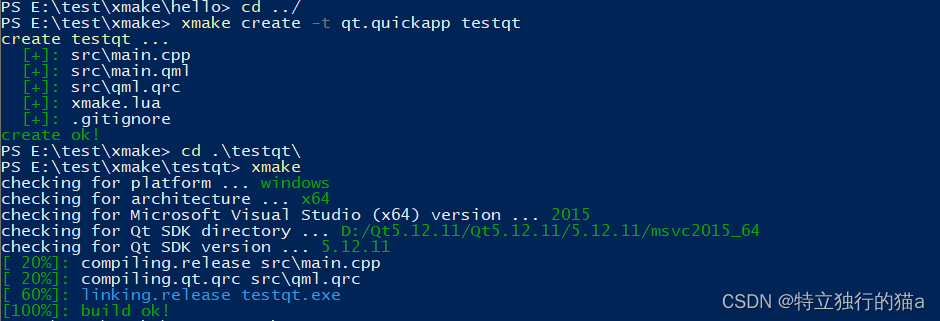 PS E:\test\xmake\hello> cd ../
PS E:\test\xmake> xmake create -t qt.quickapp testqt
create testqt ...
  [+]: src\main.cpp
  [+]: src\main.qml
  [+]: src\qml.qrc
  [+]: xmake.lua
  [+]: .gitignore
create ok!
PS E:\test\xmake> cd .\testqt\
PS E:\test\xmake\testqt> xmake
checking for platform ... windows
checking for architecture ... x64
checking for Microsoft Visual Studio (x64) version ... 2015
checking for Qt SDK directory ... D:/Qt5.12.11/Qt5.12.11/5.12.11/msvc2015_64
checking for Qt SDK version ... 5.12.11
[ 20%]: compiling.release src\main.cpp
[ 20%]: compiling.qt.qrc src\qml.qrc
[ 60%]: linking.release testqt.exe
[100%]: build ok!
CSDN @特立独行的猫a